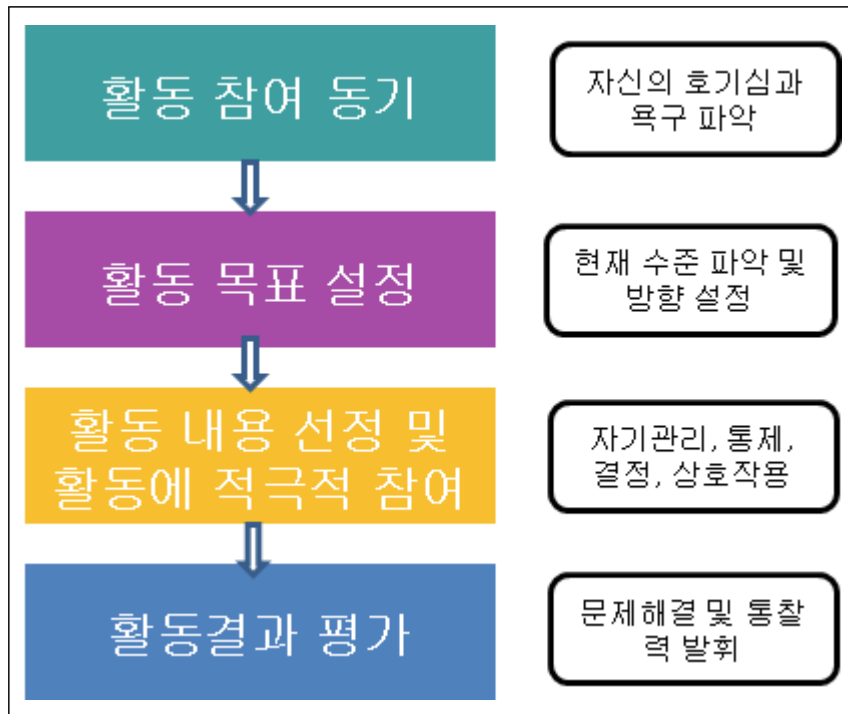 활동 참여 동기
자신의 호기심과
욕구 파악
활동 목표 설정
현재 수준 파악 및
방향 설정
활동 내용 선정 및
활동에 적극적 참여
자기관리, 통제,
결정, 상호작용
활동결과 평가
문제해결 및 통찰
력 발휘